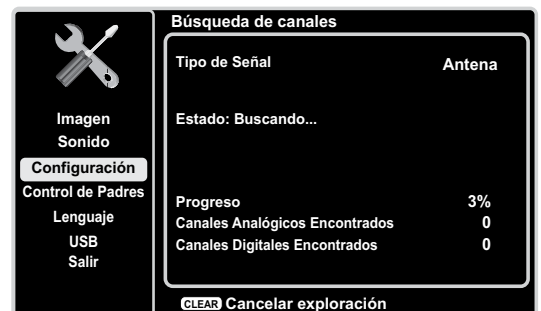 Búsqueda de canales
Tipo de Señal Antena
Estado: Buscando...
Progreso 3%
Canales Analógicos Encontrados 0
Canales Digitales Encontrados 0
CLEAR Cancelar exploración
Imagen
Sonido
Configuración
Control de Padres
Lenguaje
USB
Salir